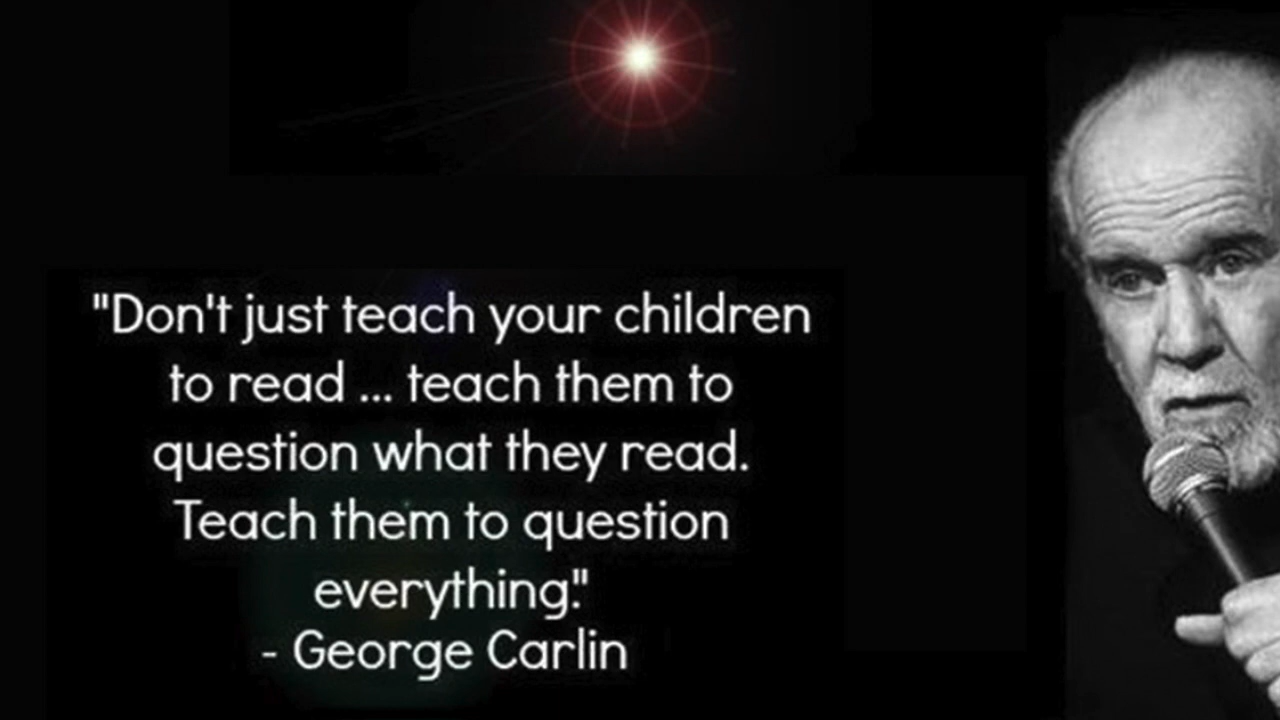 "Don't just teach your children
to read ... teach them to
question what they read.
Teach them to question
everything."
- George Carlin